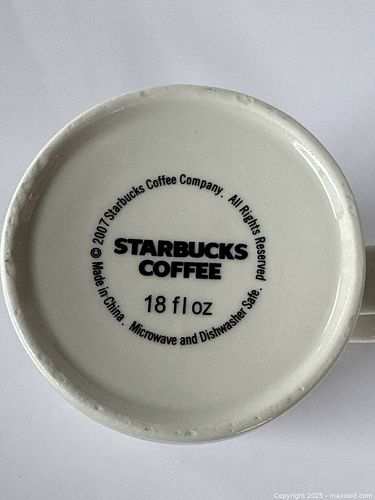 © 2007 Starbucks Coffee Company. All Rights Reserved
STARBUCKS
COFFEE
18 fl oz
Made in China. Microwave and Dishwasher Safe.
Copyright 2025 - maxsold.com